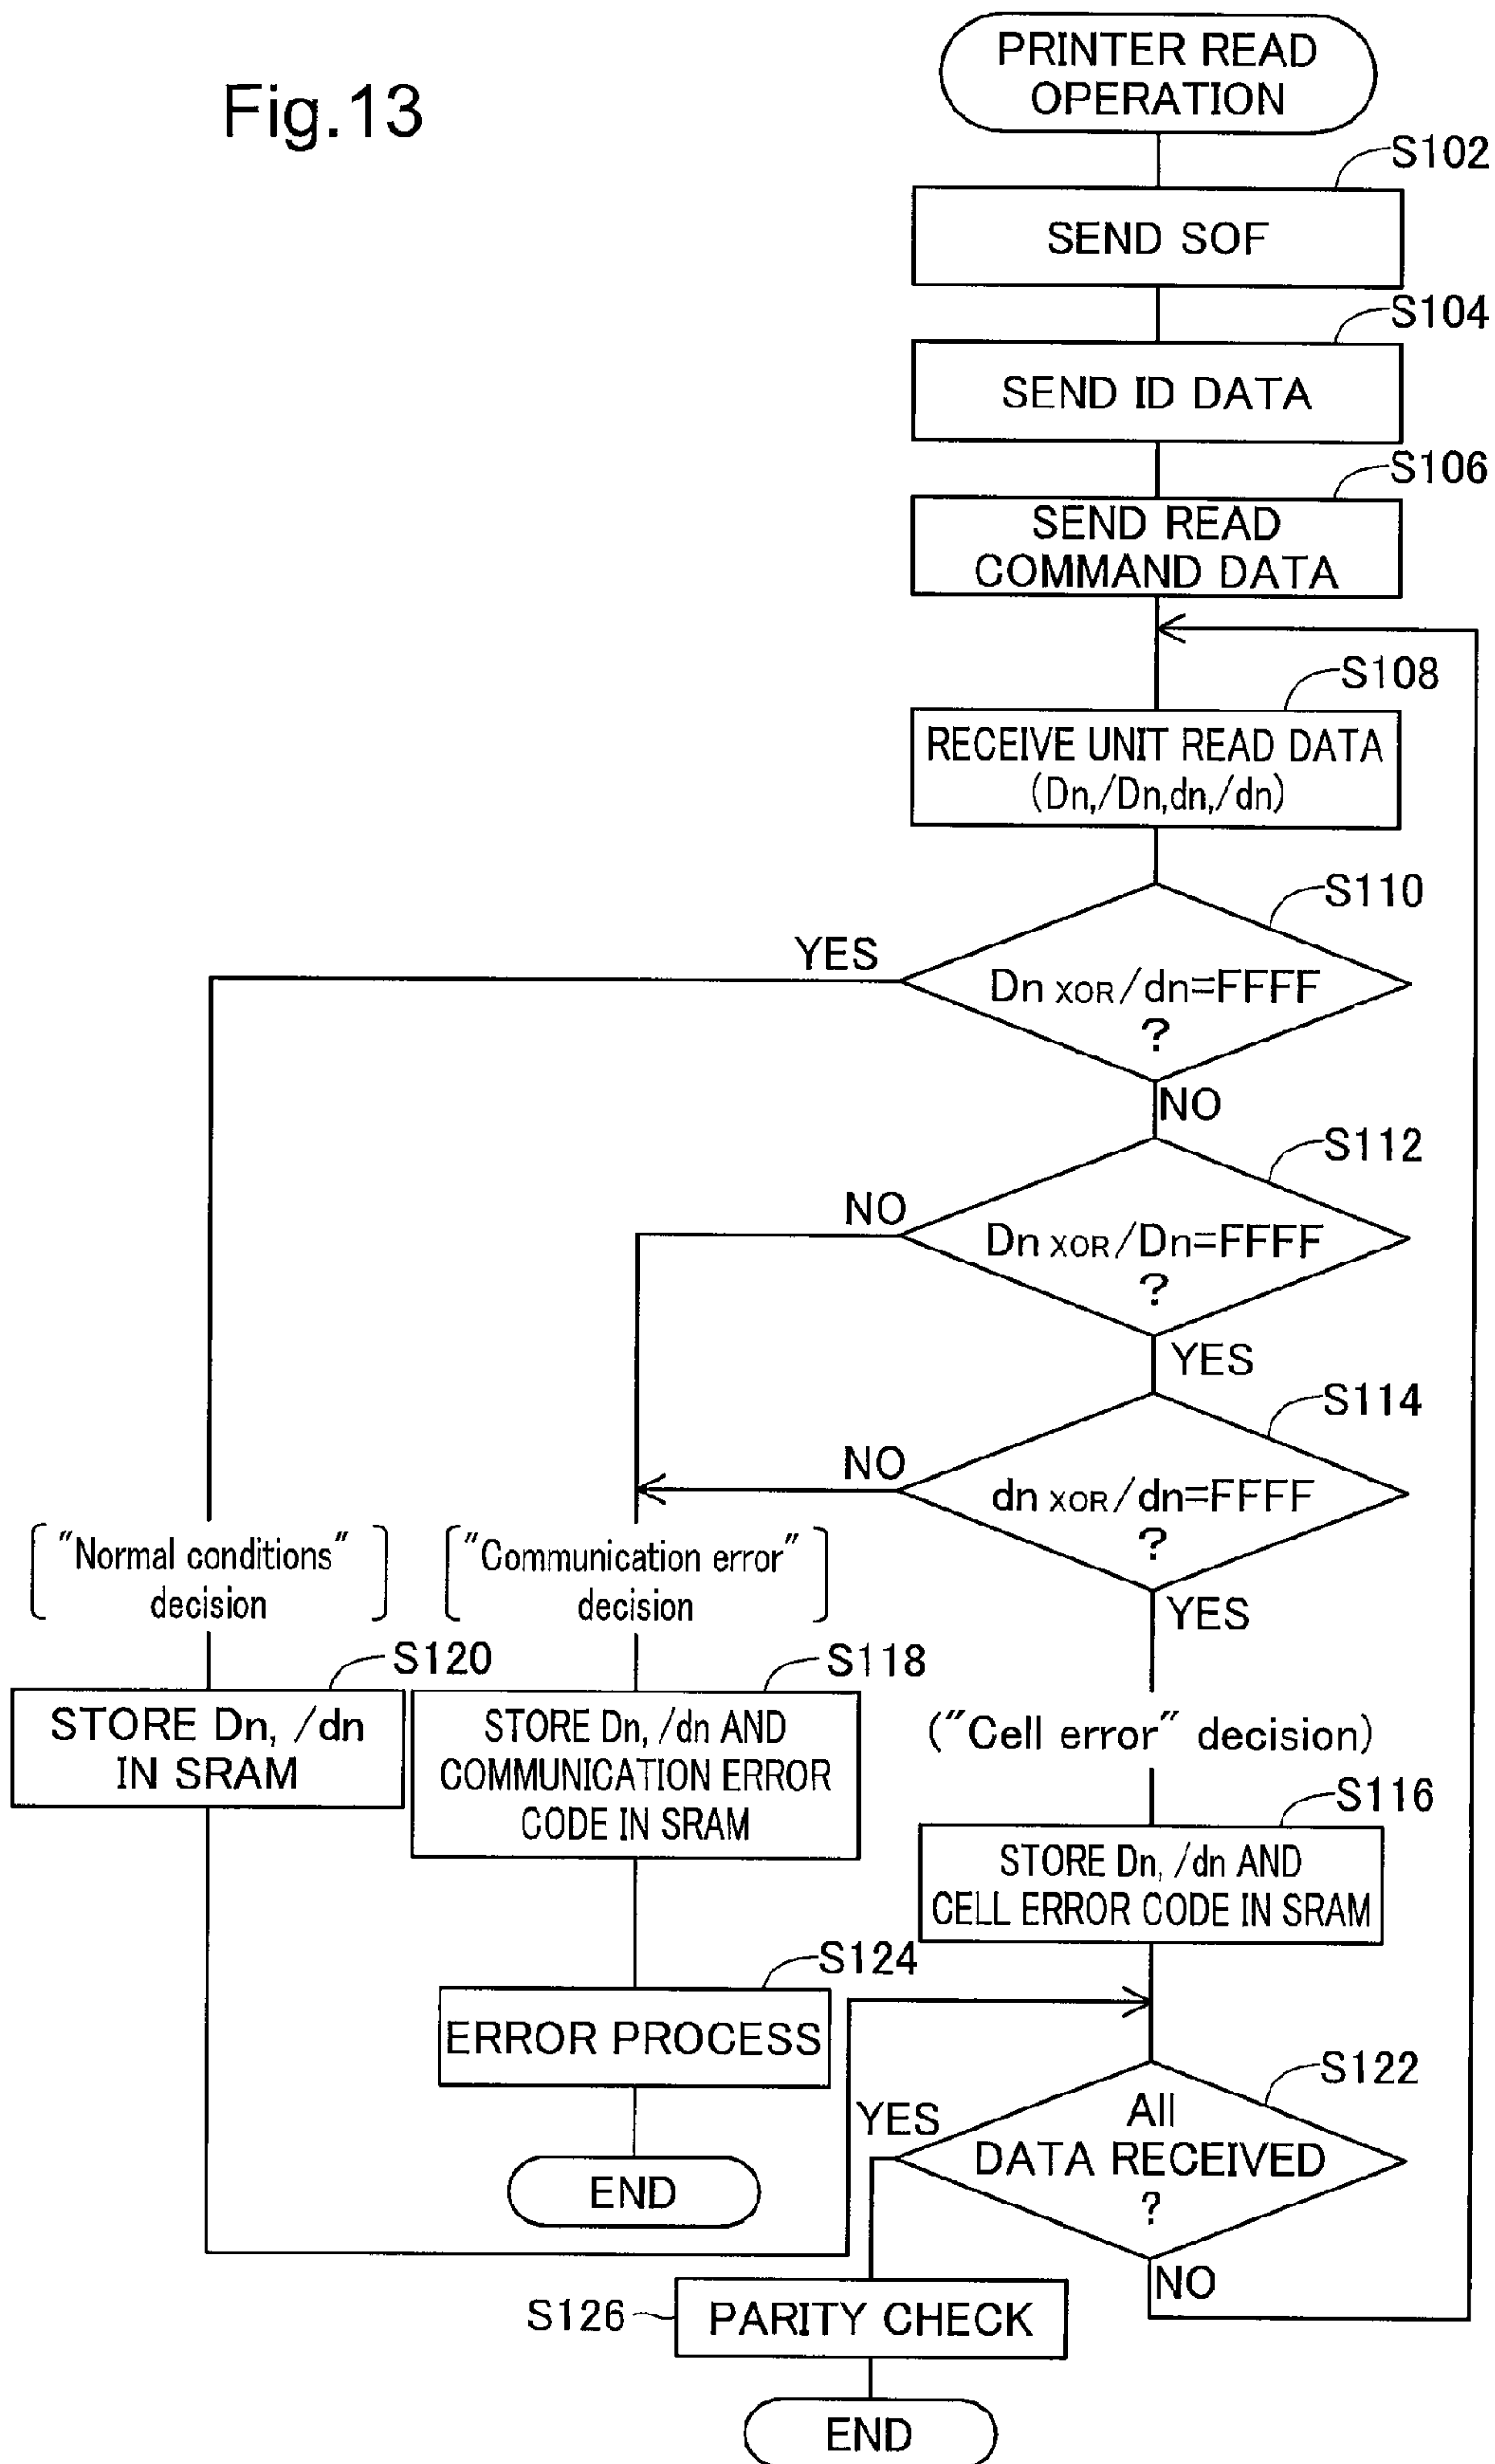 Fig.13
PRINTER READ
OPERATION
S102
SEND SOF
S104
SEND ID DATA
S106
SEND READ
COMMAND DATA
S108
RECEIVE UNIT READ DATA
(Dn,/Dn,dn,/dn)
S110
YES
Dn XOR/dn=FFFF
?
NO
S112
NO
Dn XOR/Dn=FFFF
?
YES
S114
NO
dn XOR/dn=FFFF
?
YES
"Normal conditions"
decision
"Communication error"
decision
("Cell error" decision)
S120
STORE Dn, /dn
IN SRAM
S118
STORE Dn, /dn AND
COMMUNICATION ERROR
CODE IN SRAM
S116
STORE Dn, /dn AND
CELL ERROR CODE IN SRAM
S124
ERROR PROCESS
END
S122
YES
All
DATA RECEIVED
?
NO
S126
PARITY CHECK
END